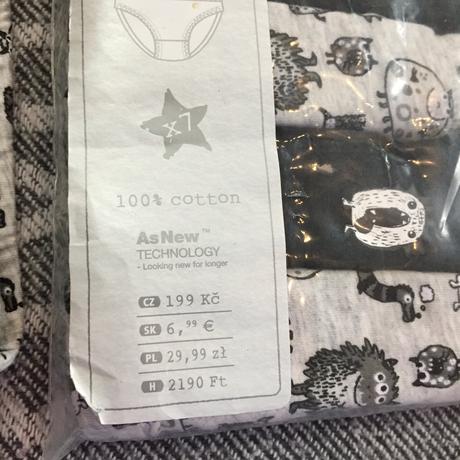 x7
100% cotton
AsNew™
TECHNOLOGY
- Looking new for longer
CZ 199 Kč
SK 6,99 €
PL 29,99 zł
H 2190 Ft